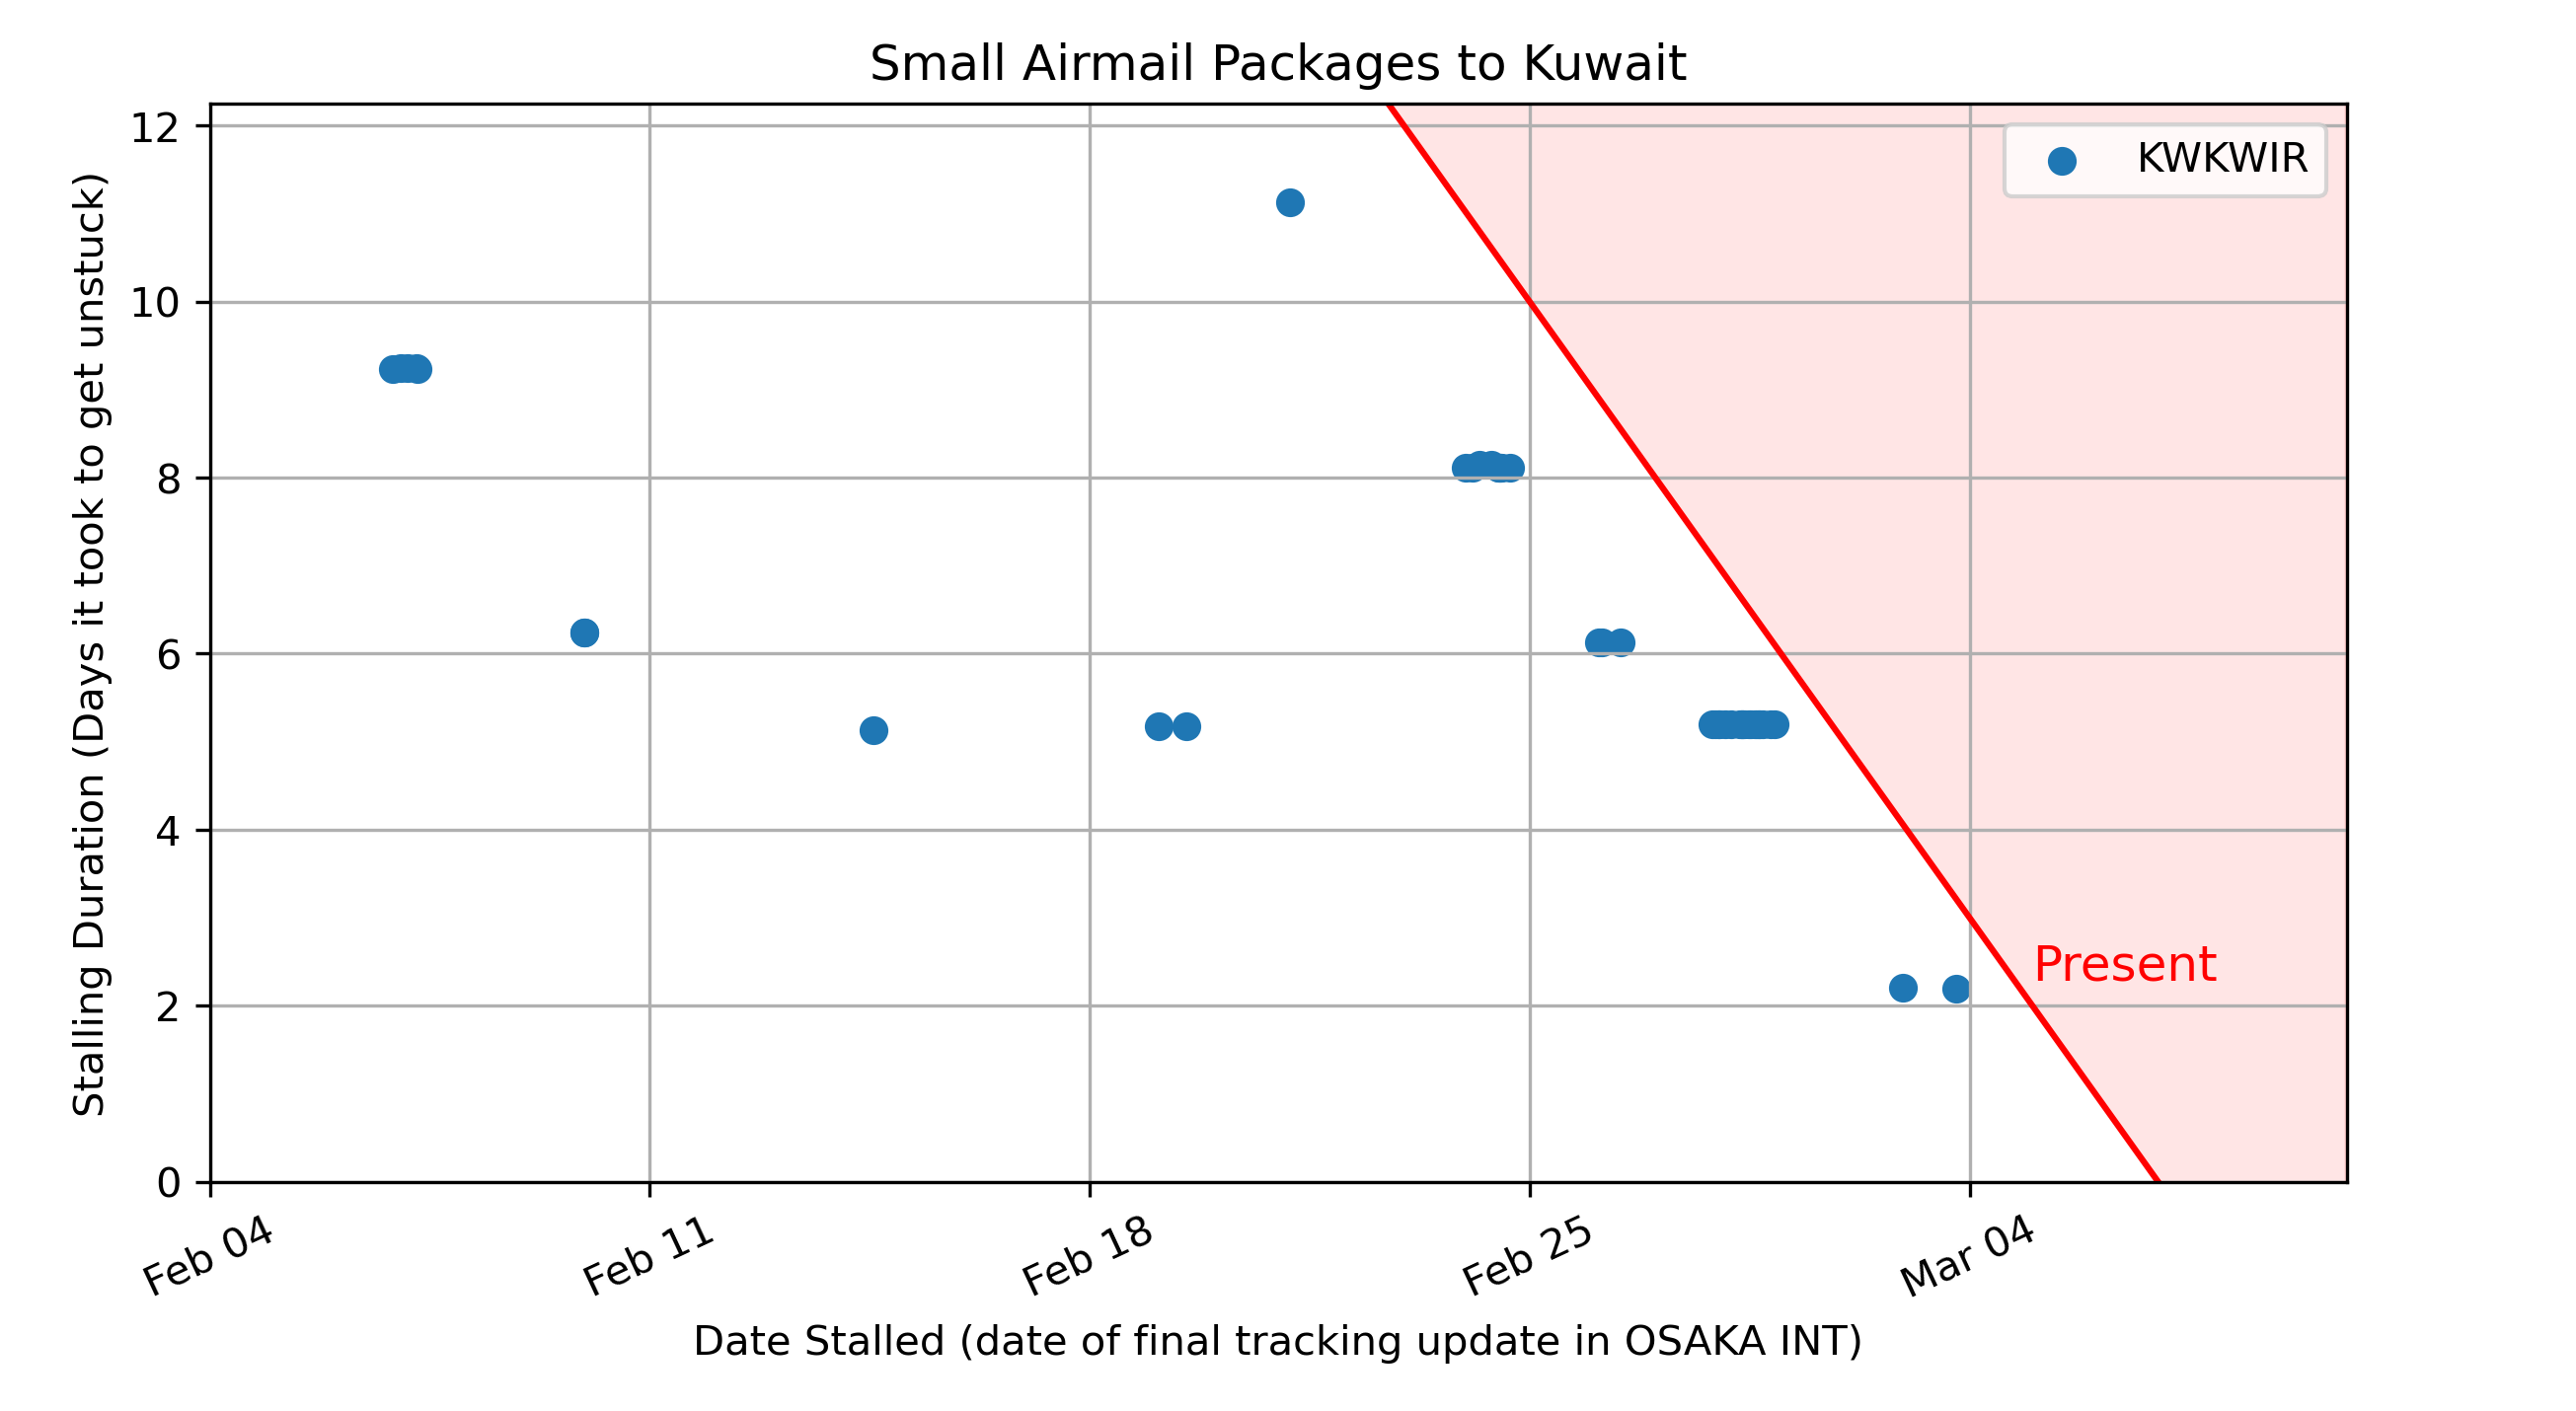 Small Airmail Packages to Kuwait
Stalling Duration (Days it took to get unstuck)
12
10
8
6
4
2
0
KWKWIR
Present
Feb 04
Feb 11
Feb 18
Feb 25
Mar 04
Date Stalled (date of final tracking update in OSAKA INT)